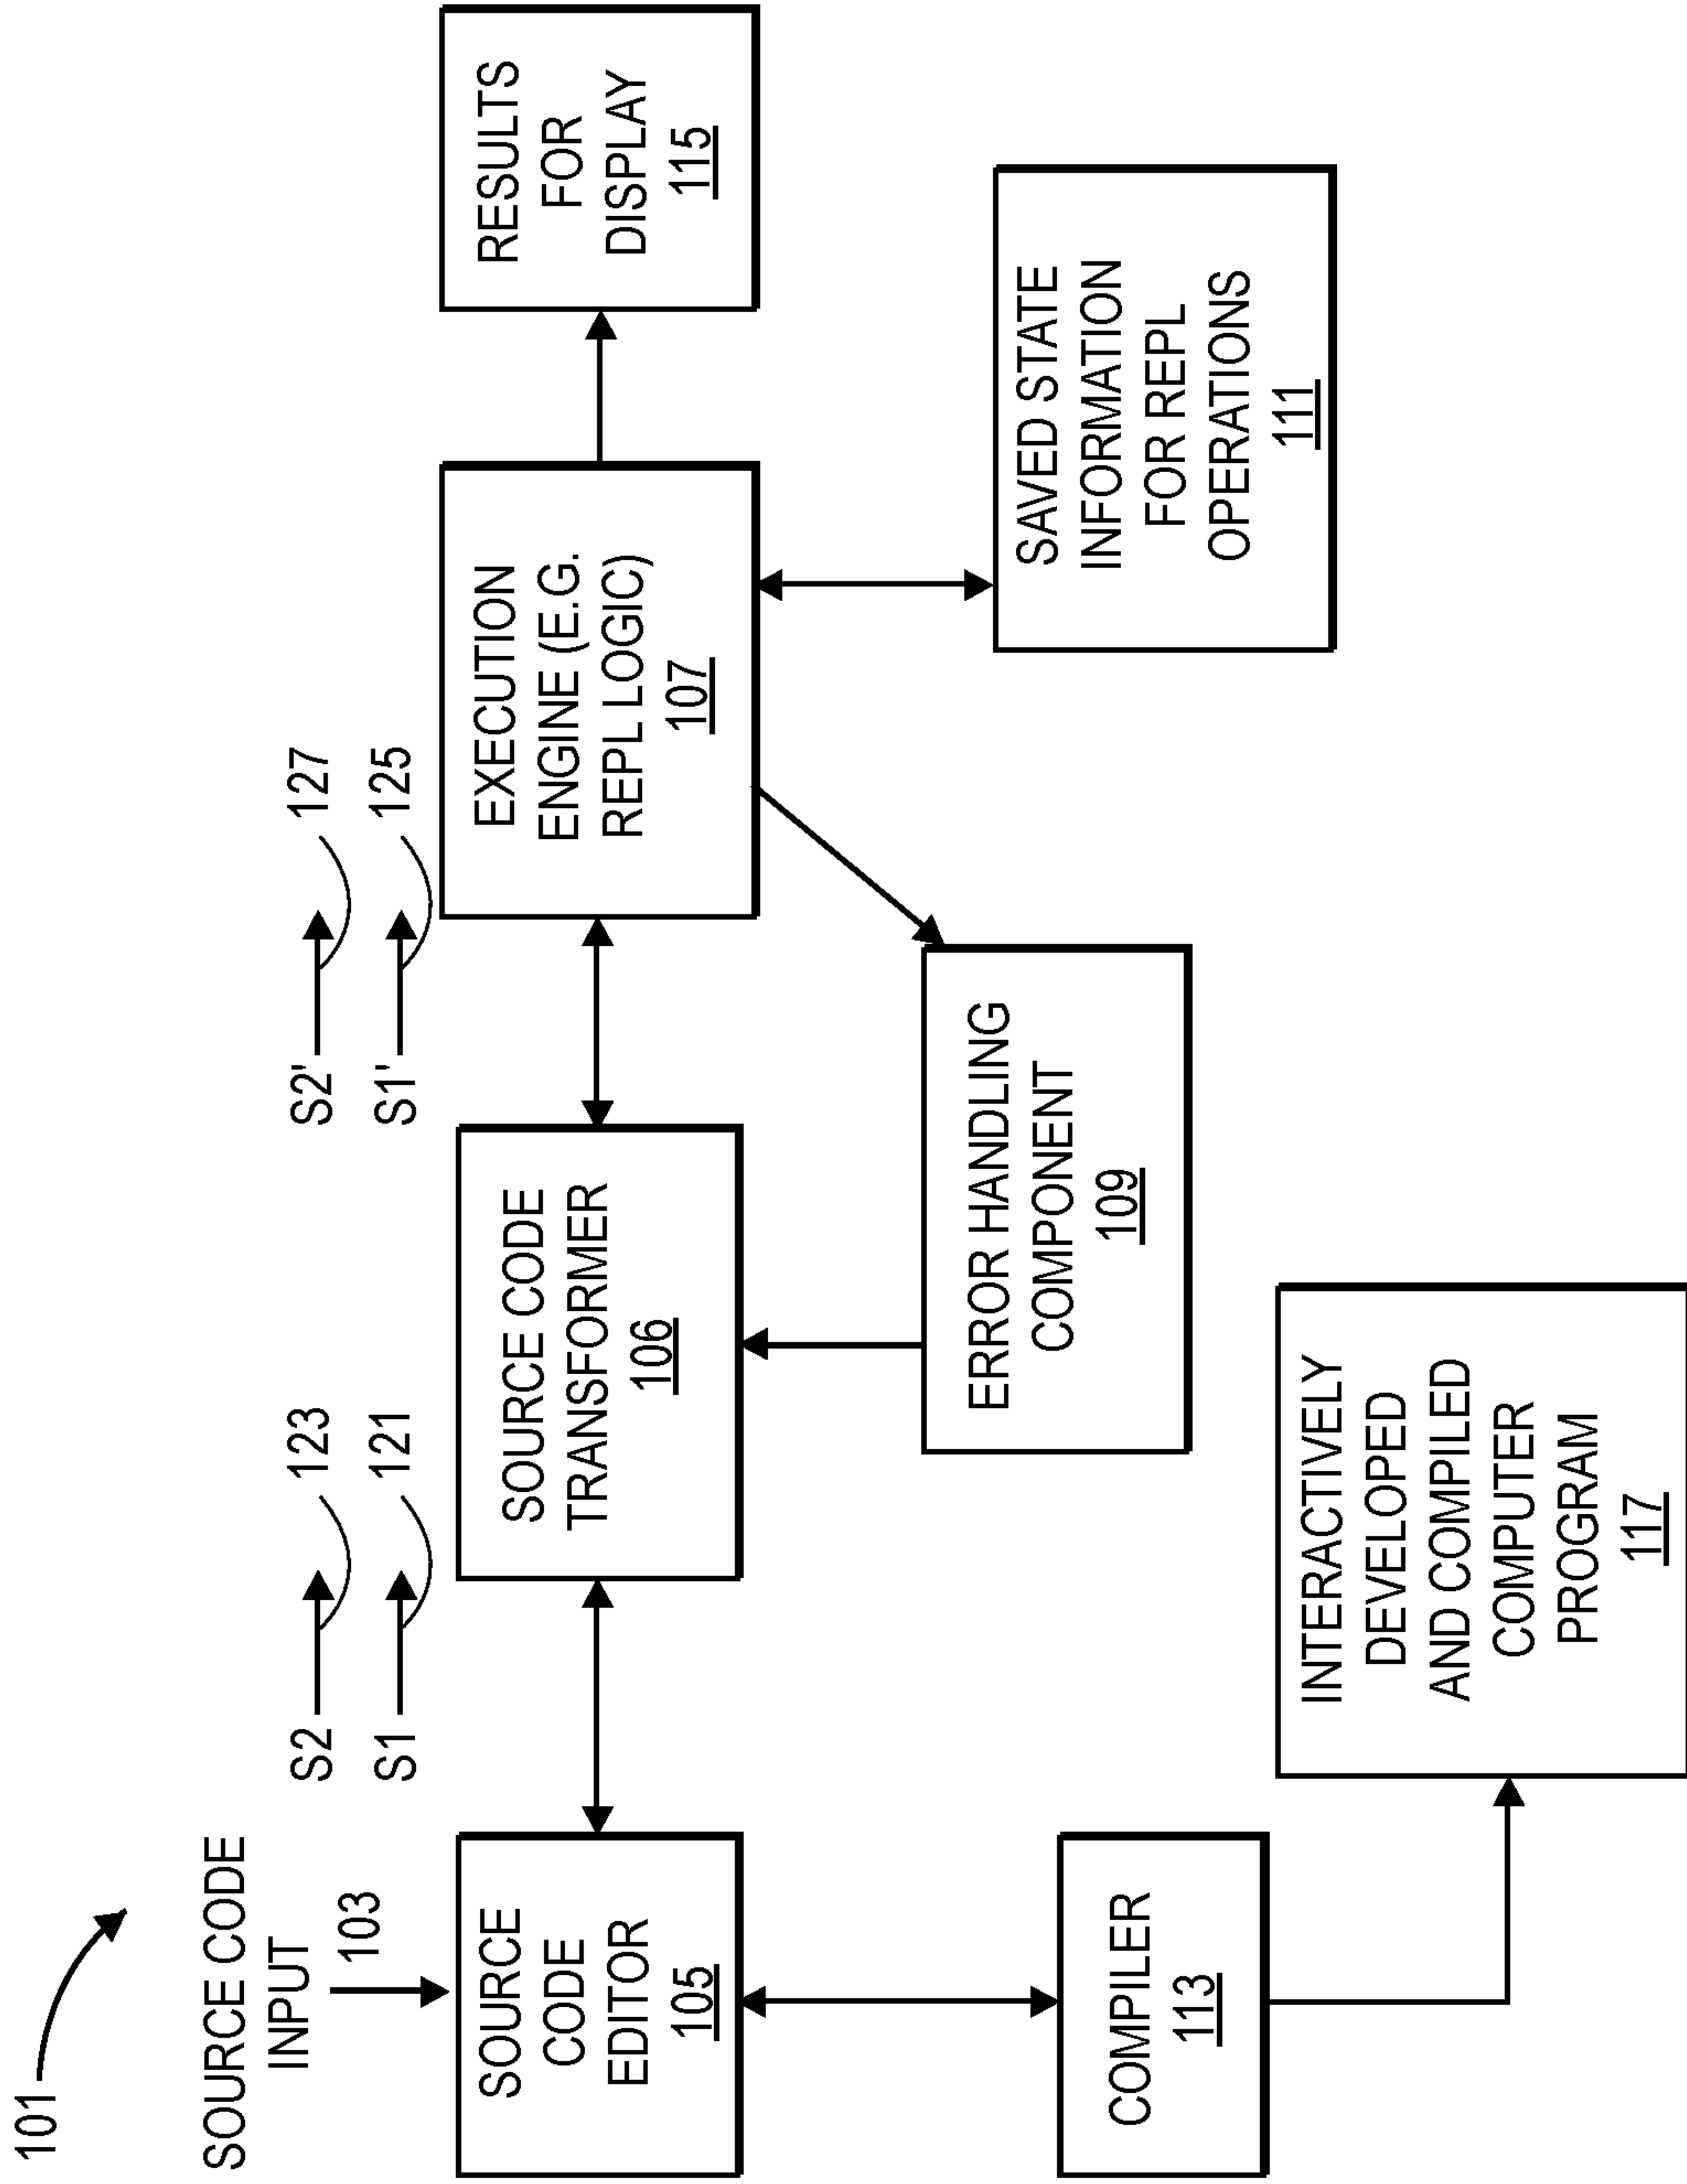 101
SOURCE CODE
INPUT
103
S2
123
S1
121
S2'
127
S1'
125
SOURCE
CODE
EDITOR
105
SOURCE CODE
TRANSFORMER
106
EXECUTION
ENGINE (E.G.
REPL LOGIC)
107
RESULTS
FOR
DISPLAY
115
ERROR HANDLING
COMPONENT
109
SAVED STATE
INFORMATION
FOR REPL
OPERATIONS
111
COMPILER
113
INTERACTIVELY
DEVELOPED
AND COMPILED
COMPUTER
PROGRAM
117